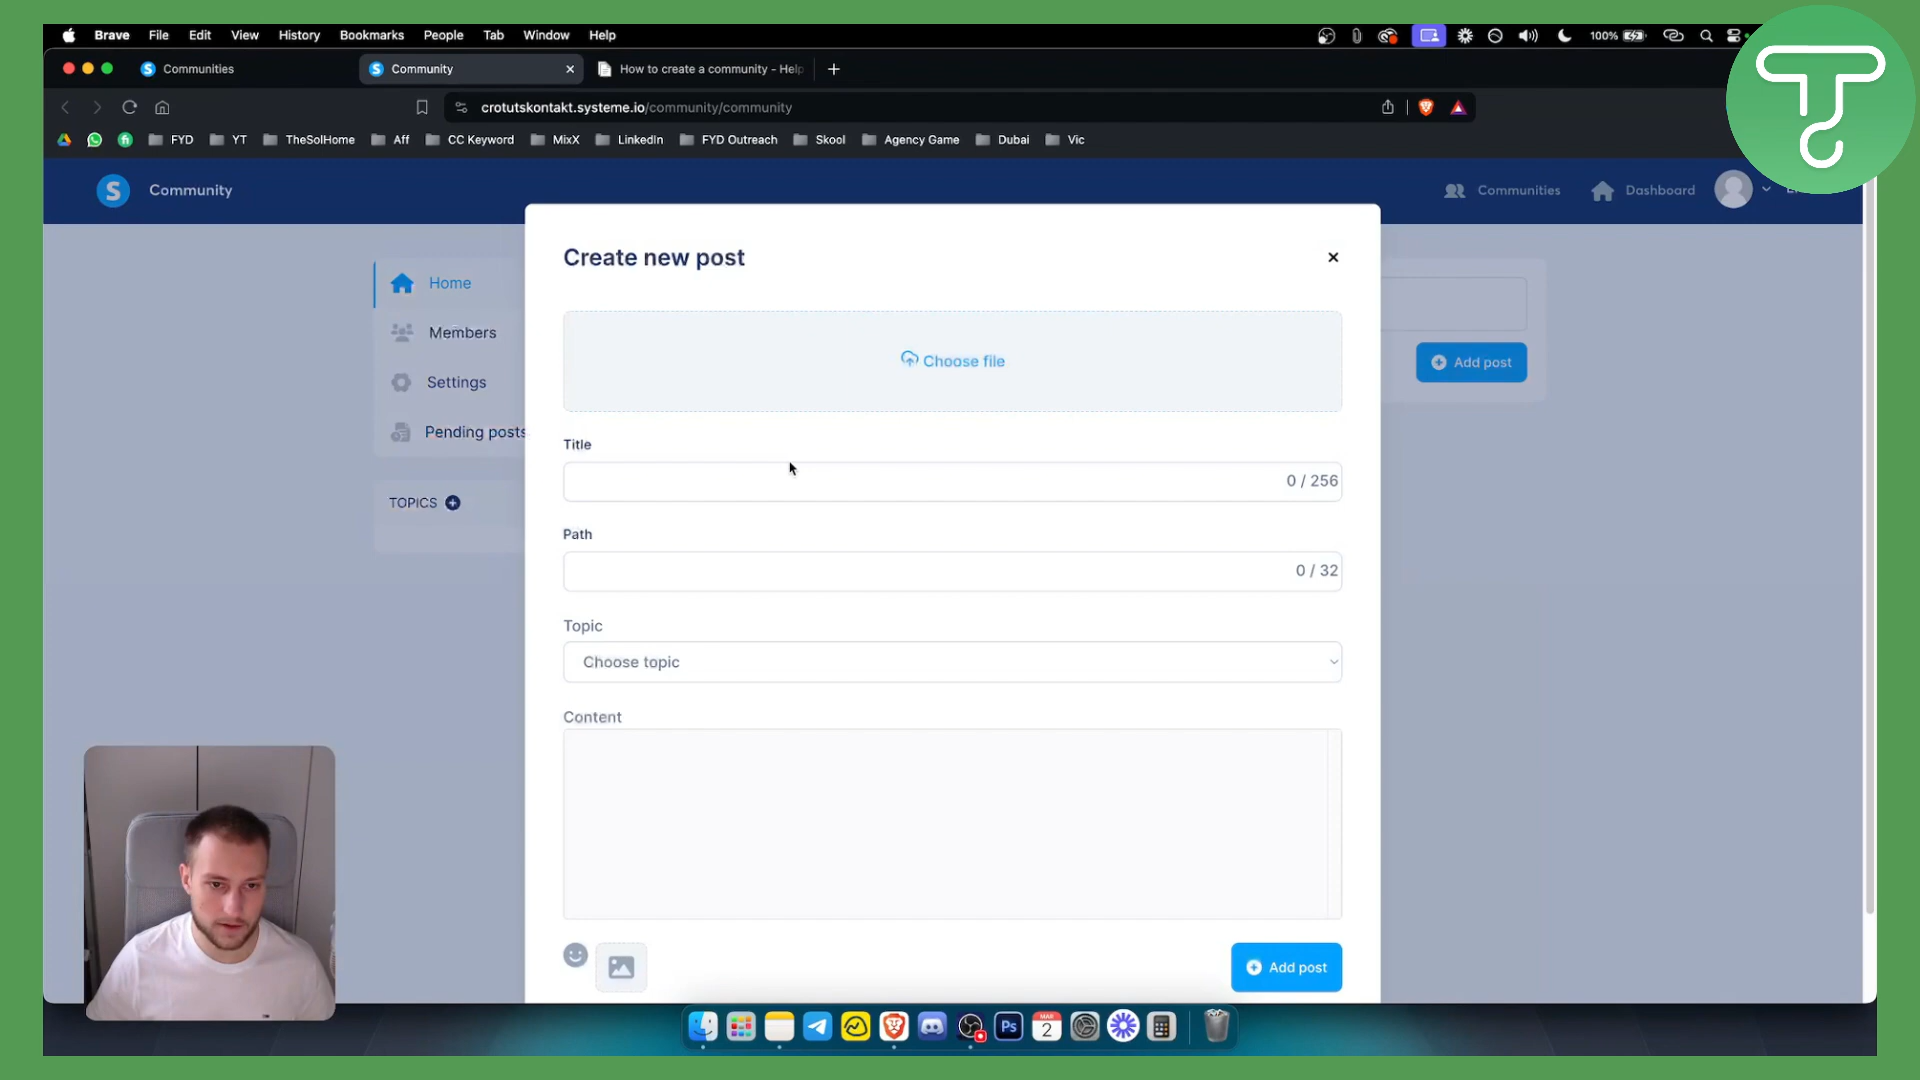 Brave File Edit View History Bookmarks People Tab Window Help 100%
Communities Community How to create a community - Help
crotutskontakt.systeme.io/community/community
FYD YT TheSolHome Aff CC Keyword MixX LinkedIn FYD Outreach Skool Agency Game Dubai Vic
S Community Communities Dashboard
Create new post
Home
Members
Settings
Pending posts
TOPICS
Choose file
Add post
Title
0 / 256
Path
0 / 32
Topic
Choose topic
Content
Add post
Ps
MAR
2